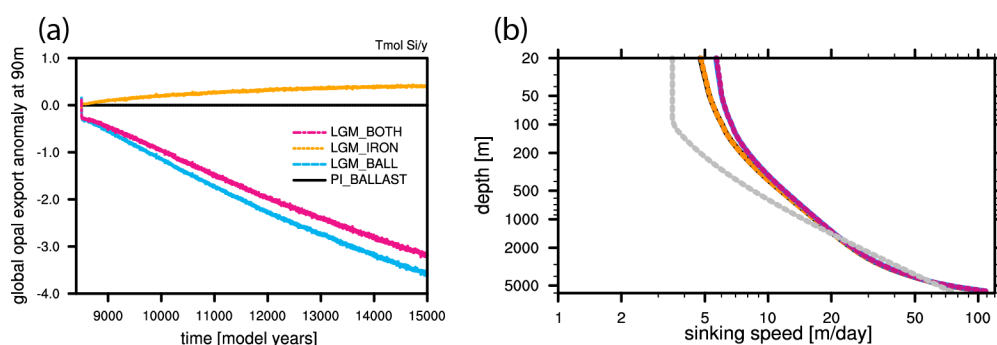 (a)
Tmol Si/y
global opal export anomaly at 90m
1.0
0.0
-1.0
-2.0
-3.0
-4.0
LGM_BOTH
LGM_IRON
LGM_BALL
PI_BALLAST
9000 10000 11000 12000 13000 14000 15000
time [model years]
(b)
depth [m]
20
50
100
200
500
1000
2000
5000
1 2 5 10 20 50 100
sinking speed [m/day]